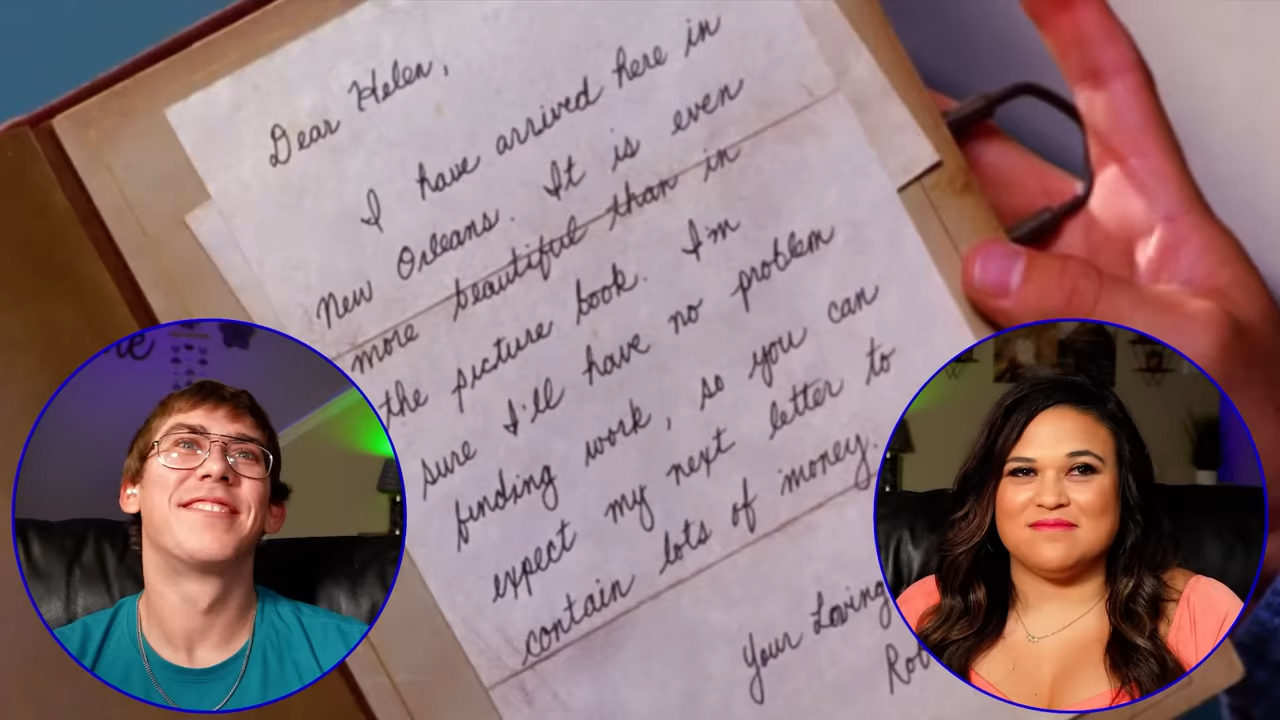 Dear Helen,
I have arrived here in
New Orleans. It is even
more beautiful than in
the picture book. I'm
sure I'll have no problem
finding work, so you can
expect my next letter to
contain lots of money.
Your Loving